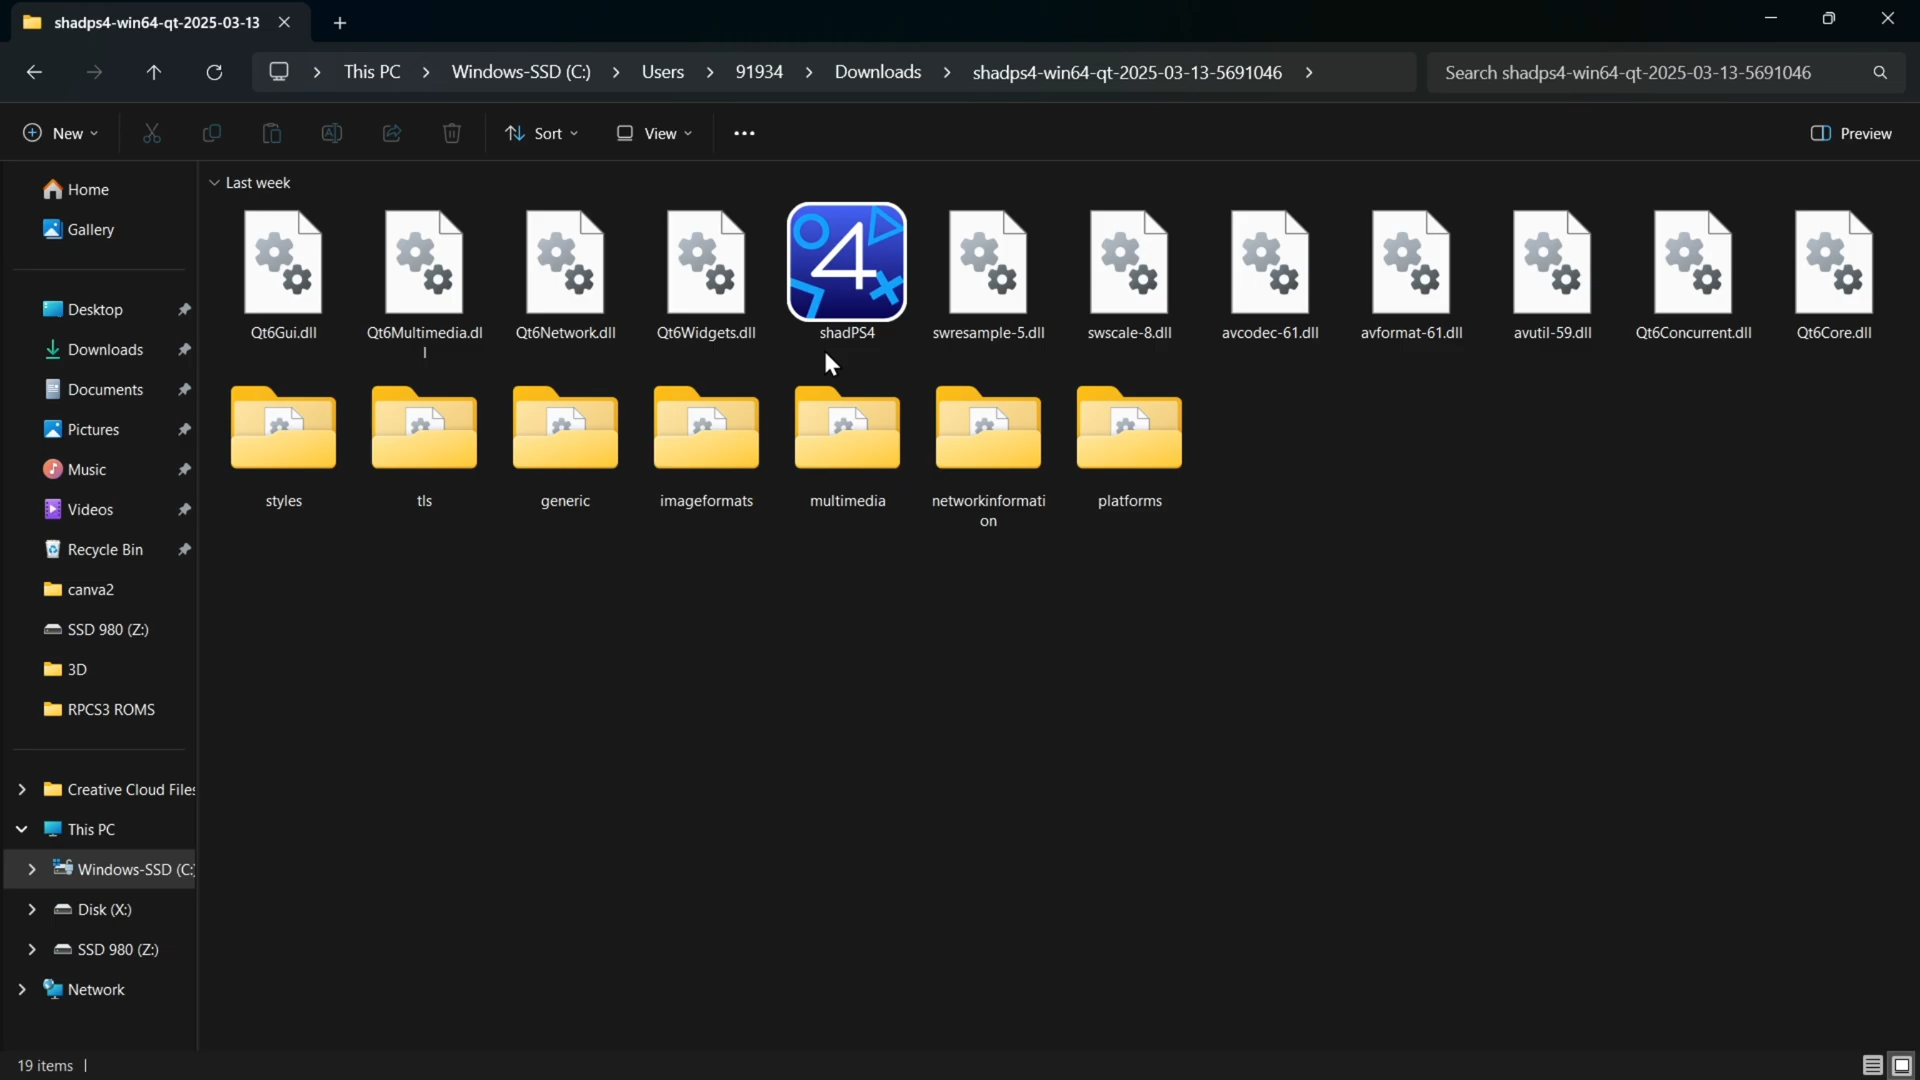 shadps4-win64-qt-2025-03-13
This PC > Windows-SSD (C:) > Users > 91934 > Downloads > shadps4-win64-qt-2025-03-13-5691046 >
Search shadps4-win64-qt-2025-03-13-5691046
New
Sort
View
Preview
Home
Gallery
Desktop
Downloads
Documents
Pictures
Music
Videos
Recycle Bin
canva2
SSD 980 (Z:)
3D
RPCS3 ROMS
Creative Cloud Files
This PC
Windows-SSD (C:)
Disk (X:)
SSD 980 (Z:)
Network
Last week
4
Qt6Gui.dll
Qt6Multimedia.dl
l
Qt6Network.dll
Qt6Widgets.dll
shadPS4
swresample-5.dll
swscale-8.dll
avcodec-61.dll
avformat-61.dll
avutil-59.dll
Qt6Concurrent.dll
Qt6Core.dll
styles
tls
generic
imageformats
multimedia
networkinformati
on
platforms
19 items